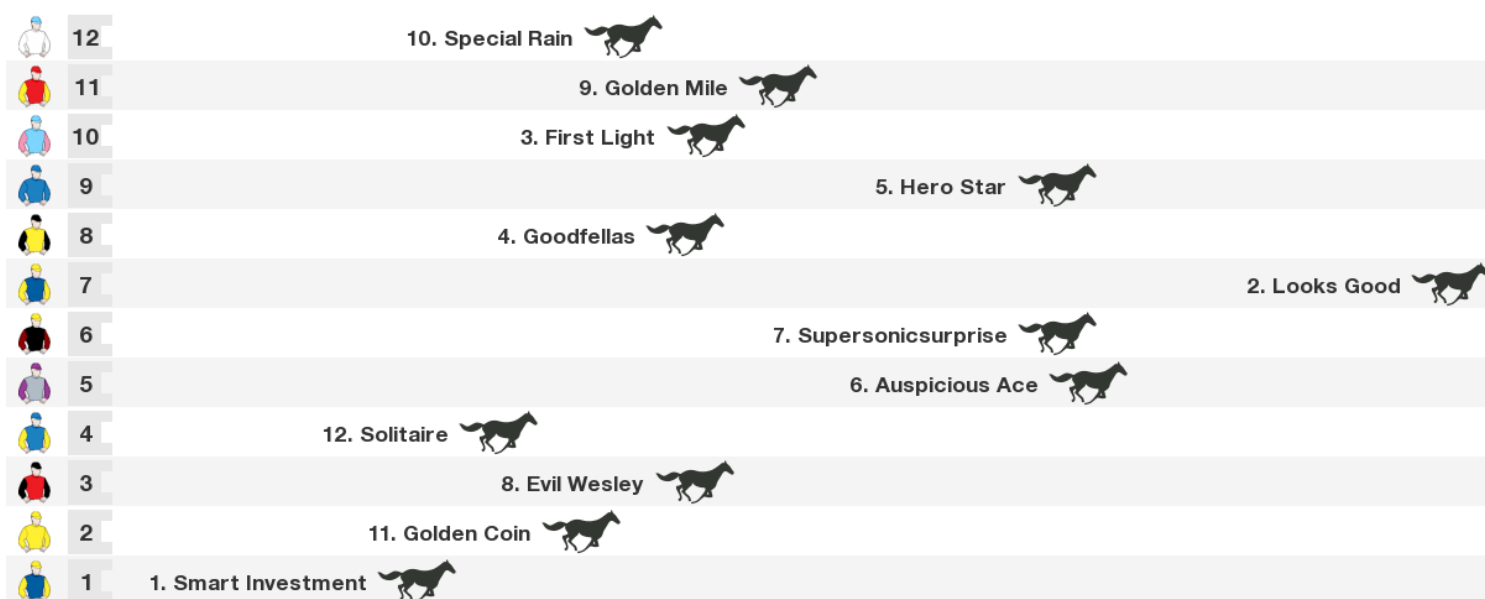 12 10. Special Rain
11 9. Golden Mile
10 3. First Light
9 5. Hero Star
8 4. Goodfellas
7 2. Looks Good
6 7. Supersonicsurprise
5 6. Auspicious Ace
4 12. Solitaire
3 8. Evil Wesley
2 11. Golden Coin
1 1. Smart Investment